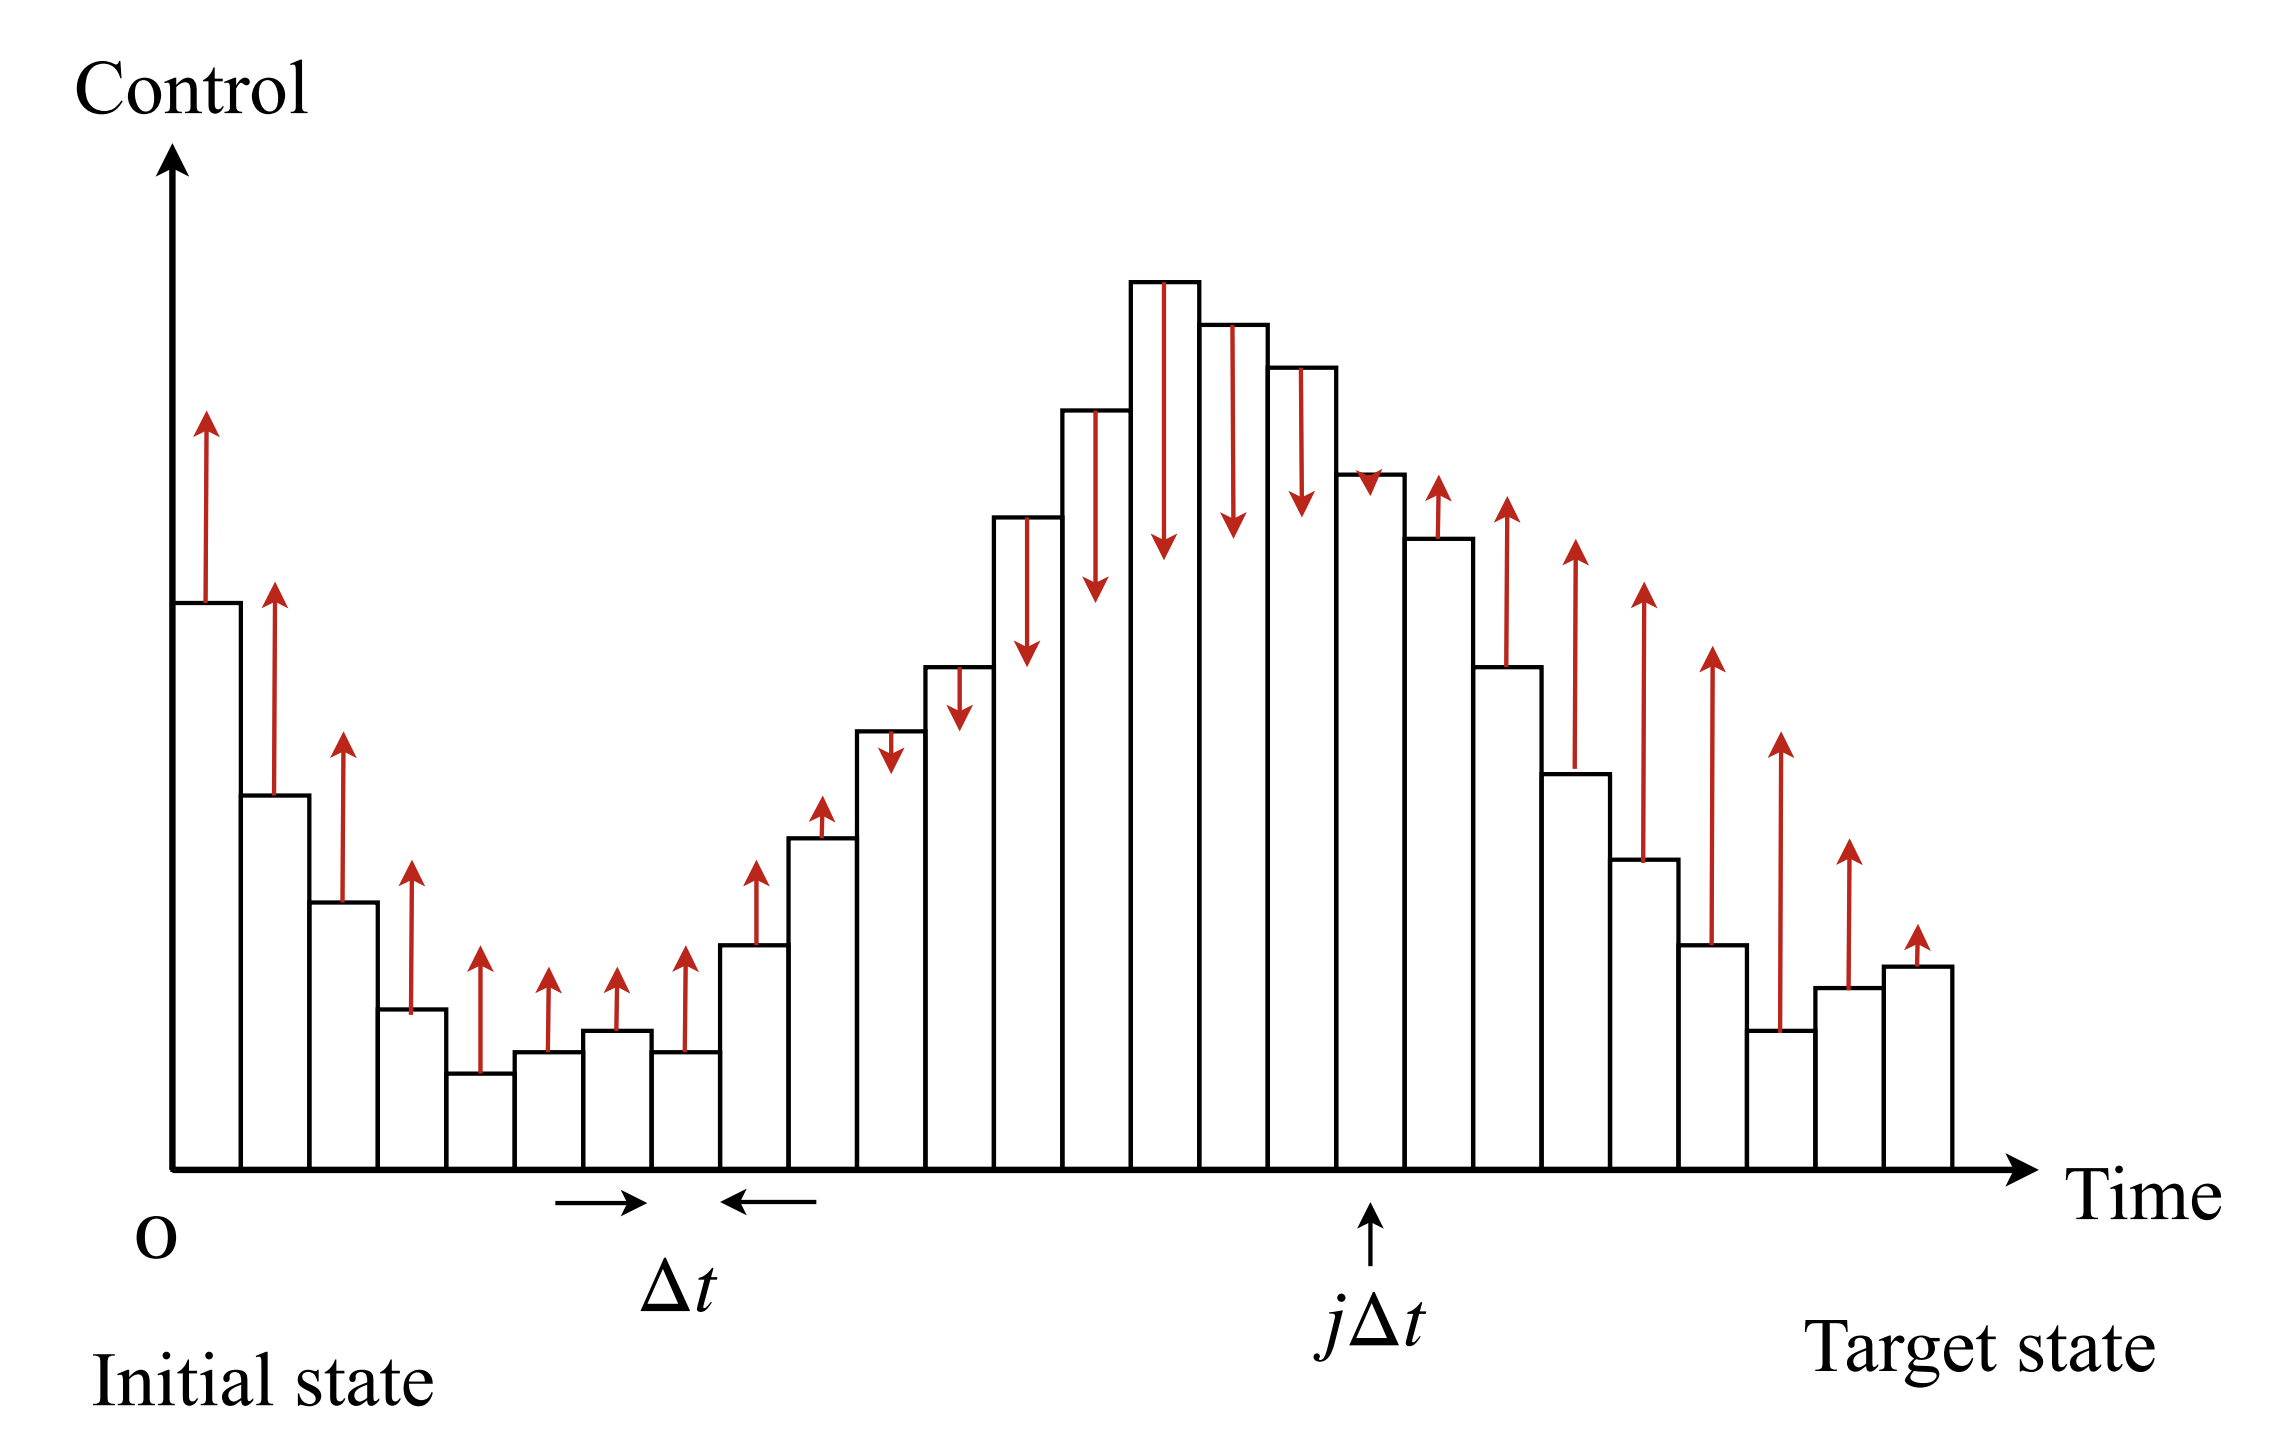 Control
Time
o
Δt
jΔt
Initial state
Target state